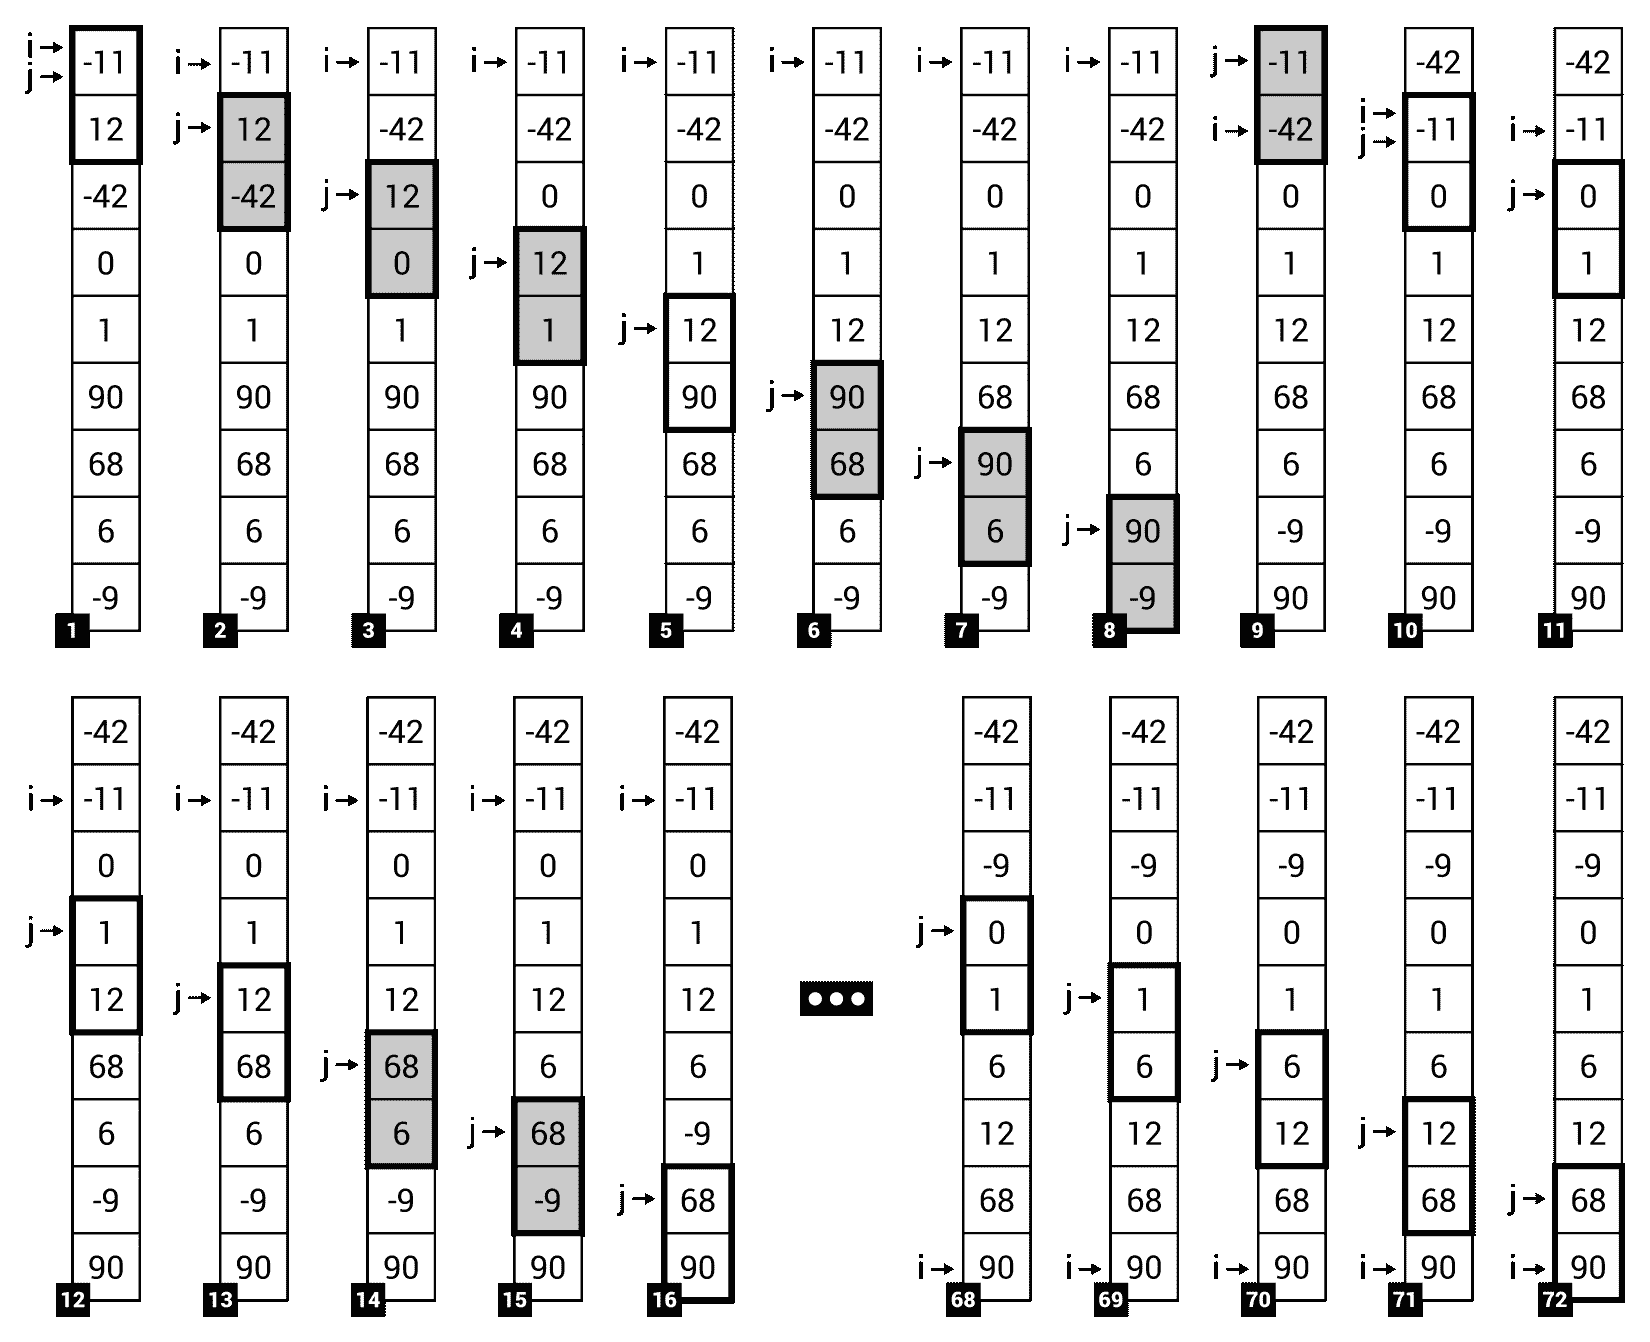 i→ j→ -11 i→ -11 i→ -11 i→ -11 i→ -11 i→ -11 i→ -11 i→ -11 j→ -11 -42 -42
12 j→ 12 -42 -42 -42 -42 -42 -42 i→ -42 i→ j→ -11 i→ -11
-42 -42 j→ 12 0 0 0 0 0 0 0 j→ 0
0 0 0 j→ 12 1 1 1 1 1 1 1
1 1 1 1 j→ 12 12 12 12 12 12 12
90 90 90 90 90 j→ 90 68 68 68 68 68
68 68 68 68 68 68 j→ 90 6 6 6 6
6 6 6 6 6 6 6 j→ 90 -9 -9 -9
-9 -9 -9 -9 -9 -9 -9 -9 90 90 90
1 2 3 4 5 6 7 8 9 10 11
-42 -42 -42 -42 -42 -42 -42 -42 -42 -42
i→ -11 i→ -11 i→ -11 i→ -11 i→ -11 -11 -11 -11 -11 -11
0 0 0 0 0 -9 -9 -9 -9 -9
j→ 1 1 1 1 1 j→ 0 0 0 0 0
12 j→ 12 12 12 12 ••• 1 j→ 1 1 1 1
68 68 j→ 68 6 6 6 6 j→ 6 6 6
6 6 6 j→ 68 -9 12 12 12 j→ 12 12
-9 -9 -9 -9 j→ 68 68 68 68 68 j→ 68
90 90 90 90 90 i→ 90 i→ 90 i→ 90 i→ 90 i→ 90
12 13 14 15 16 68 69 70 71 72